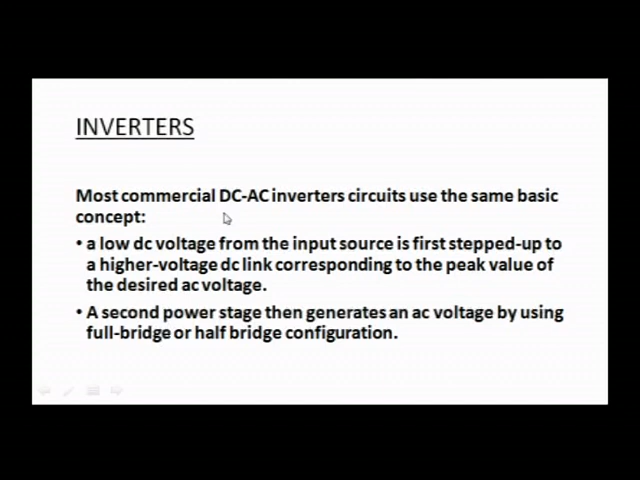 INVERTERS
Most commercial DC-AC inverters circuits use the same basic
concept:
• a low dc voltage from the input source is first stepped-up to
a higher-voltage dc link corresponding to the peak value of
the desired ac voltage.
• A second power stage then generates an ac voltage by using
full-bridge or half bridge configuration.